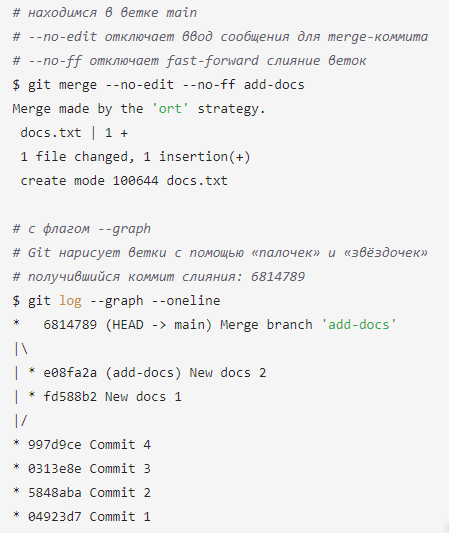 # находимся в ветке main
# --no-edit отключает ввод сообщения для merge-коммита
# --no-ff отключает fast-forward слияние веток
$ git merge --no-edit --no-ff add-docs
Merge made by the 'ort' strategy.
 docs.txt | 1 +
 1 file changed, 1 insertion(+)
 create mode 100644 docs.txt

# с флагом --graph
# Git нарисует ветки с помощью «палочек» и «звёздочек»
# получившийся коммит слияния: 6814789
$ git log --graph --oneline
*   6814789 (HEAD -> main) Merge branch 'add-docs'
|\
| * e08fa2a (add-docs) New docs 2
| * fd588b2 New docs 1
|/
* 997d9ce Commit 4
* 0313e8e Commit 3
* 5848aba Commit 2
* 04923d7 Commit 1